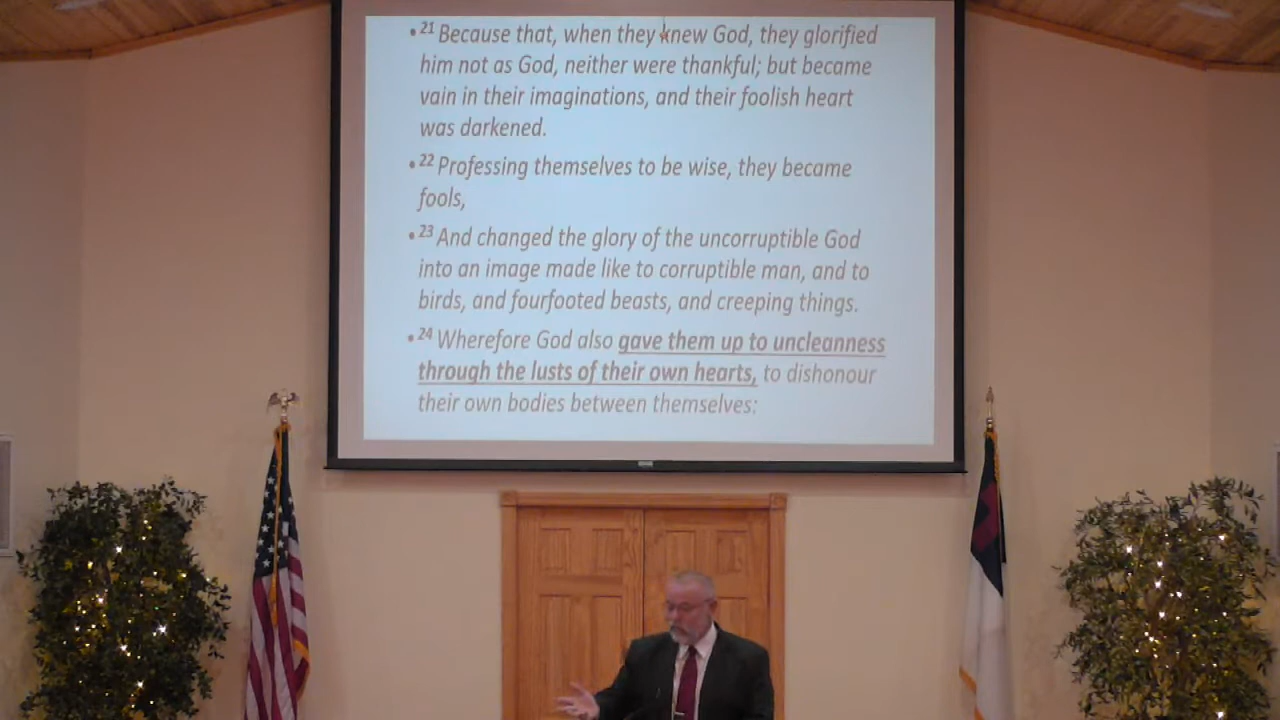 • 21 Because that, when they knew God, they glorified
him not as God, neither were thankful; but became
vain in their imaginations, and their foolish heart
was darkened.
• 22 Professing themselves to be wise, they became
fools,
• 23 And changed the glory of the uncorruptible God
into an image made like to corruptible man, and to
birds, and fourfooted beasts, and creeping things.
• 24 Wherefore God also gave them up to uncleanness
through the lusts of their own hearts, to dishonour
their own bodies between themselves: